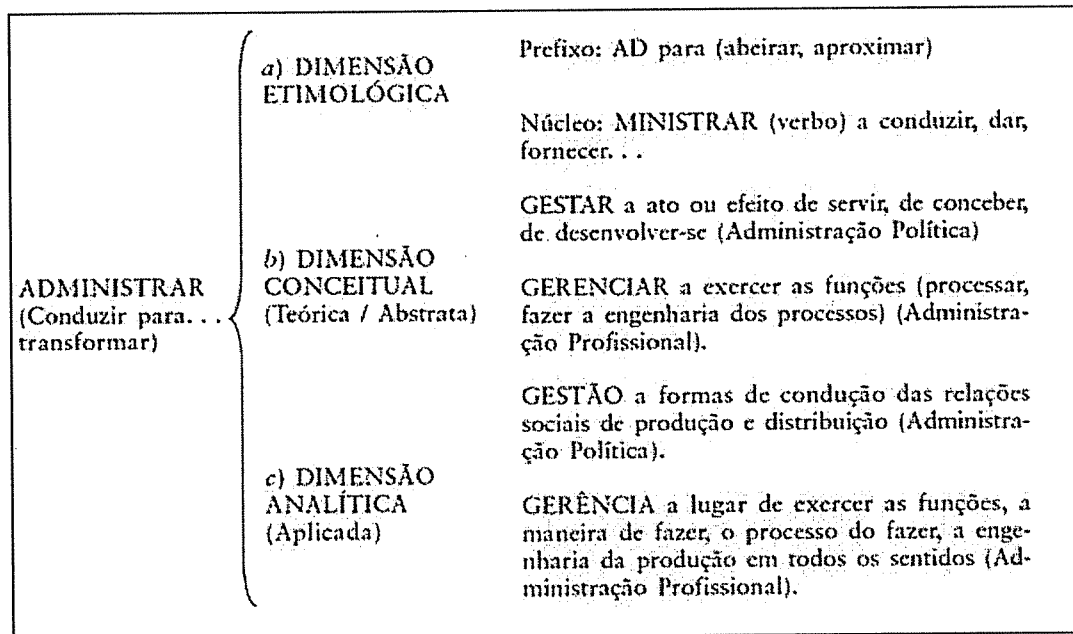 ADMINISTRAR
(Conduzir para. . .
transformar)
a) DIMENSÃO
ETIMOLÓGICA
Prefixo: AD para (abeirar, aproximar)
Núcleo: MINISTRAR (verbo) a conduzir, dar,
fornecer. . .
b) DIMENSÃO
CONCEITUAL
(Teórica / Abstrata)
GESTAR a ato ou efeito de servir, de conceber,
de desenvolver-se (Administração Política)
GERENCIAR a exercer as funções (processar,
fazer a engenharia dos processos) (Administra-
ção Profissional).
c) DIMENSÃO
ANALÍTICA
(Aplicada)
GESTÃO a formas de condução das relações
sociais de produção e distribuição (Administra-
ção Política).
GERÊNCIA a lugar de exercer as funções, a
maneira de fazer, o processo do fazer, a enge-
nharia da produção em todos os sentidos (Ad-
ministração Profissional).